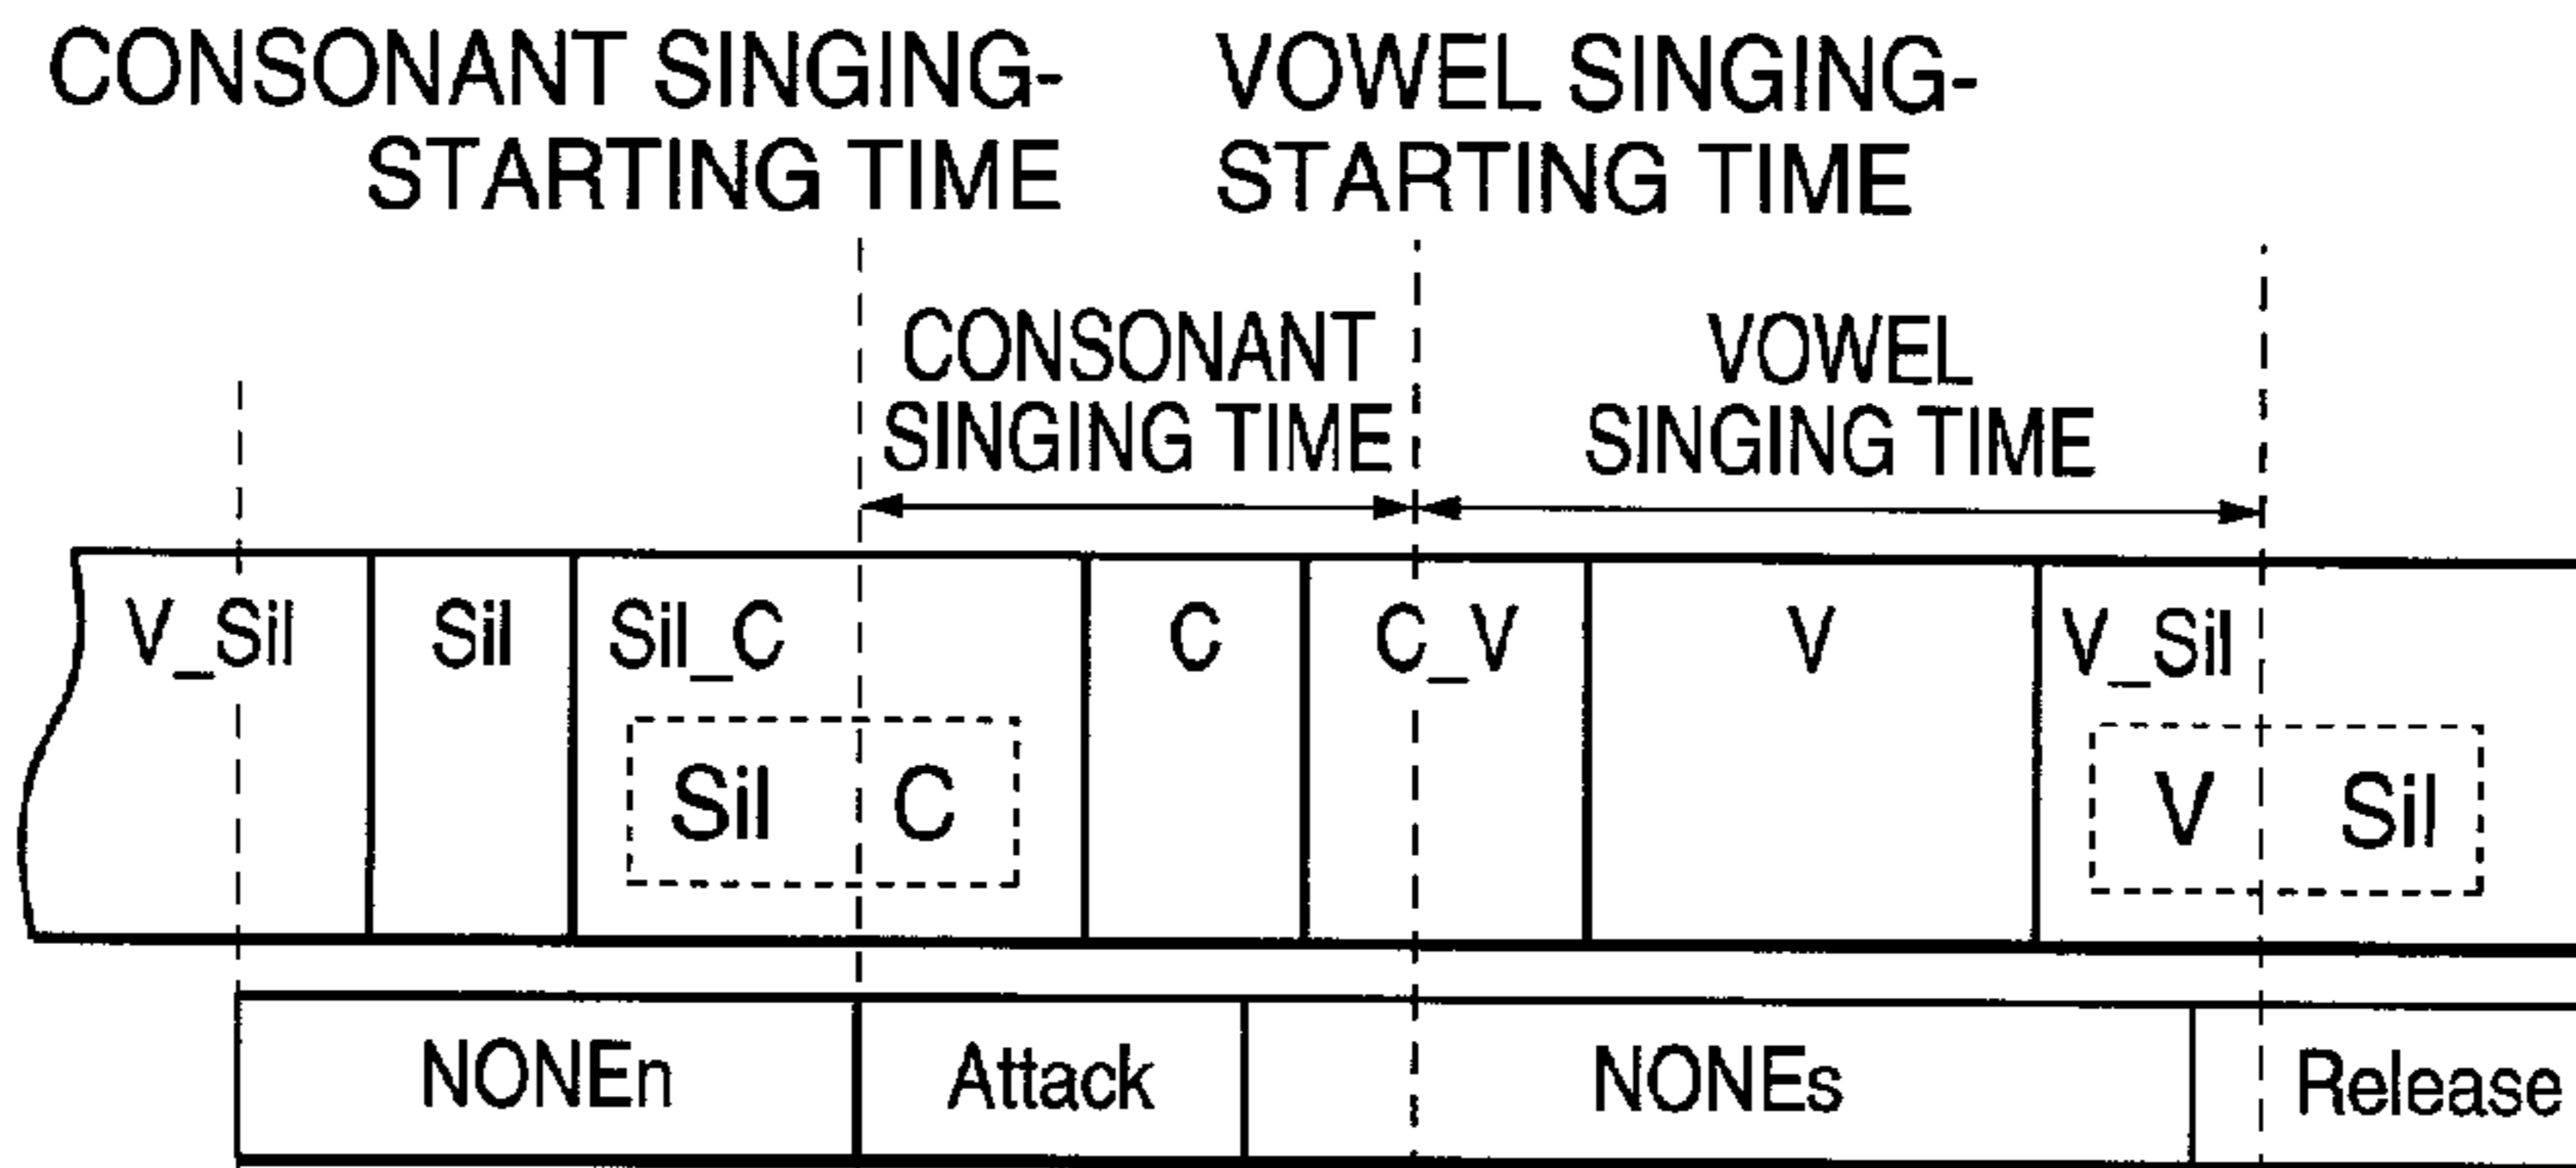 CONSONANT SINGING-
STARTING TIME
VOWEL SINGING-
STARTING TIME
CONSONANT
SINGING TIME
VOWEL
SINGING TIME
V_Sil Sil Sil_C C C_V V V_Sil
Sil C V Sil
NONEn Attack NONEs Release